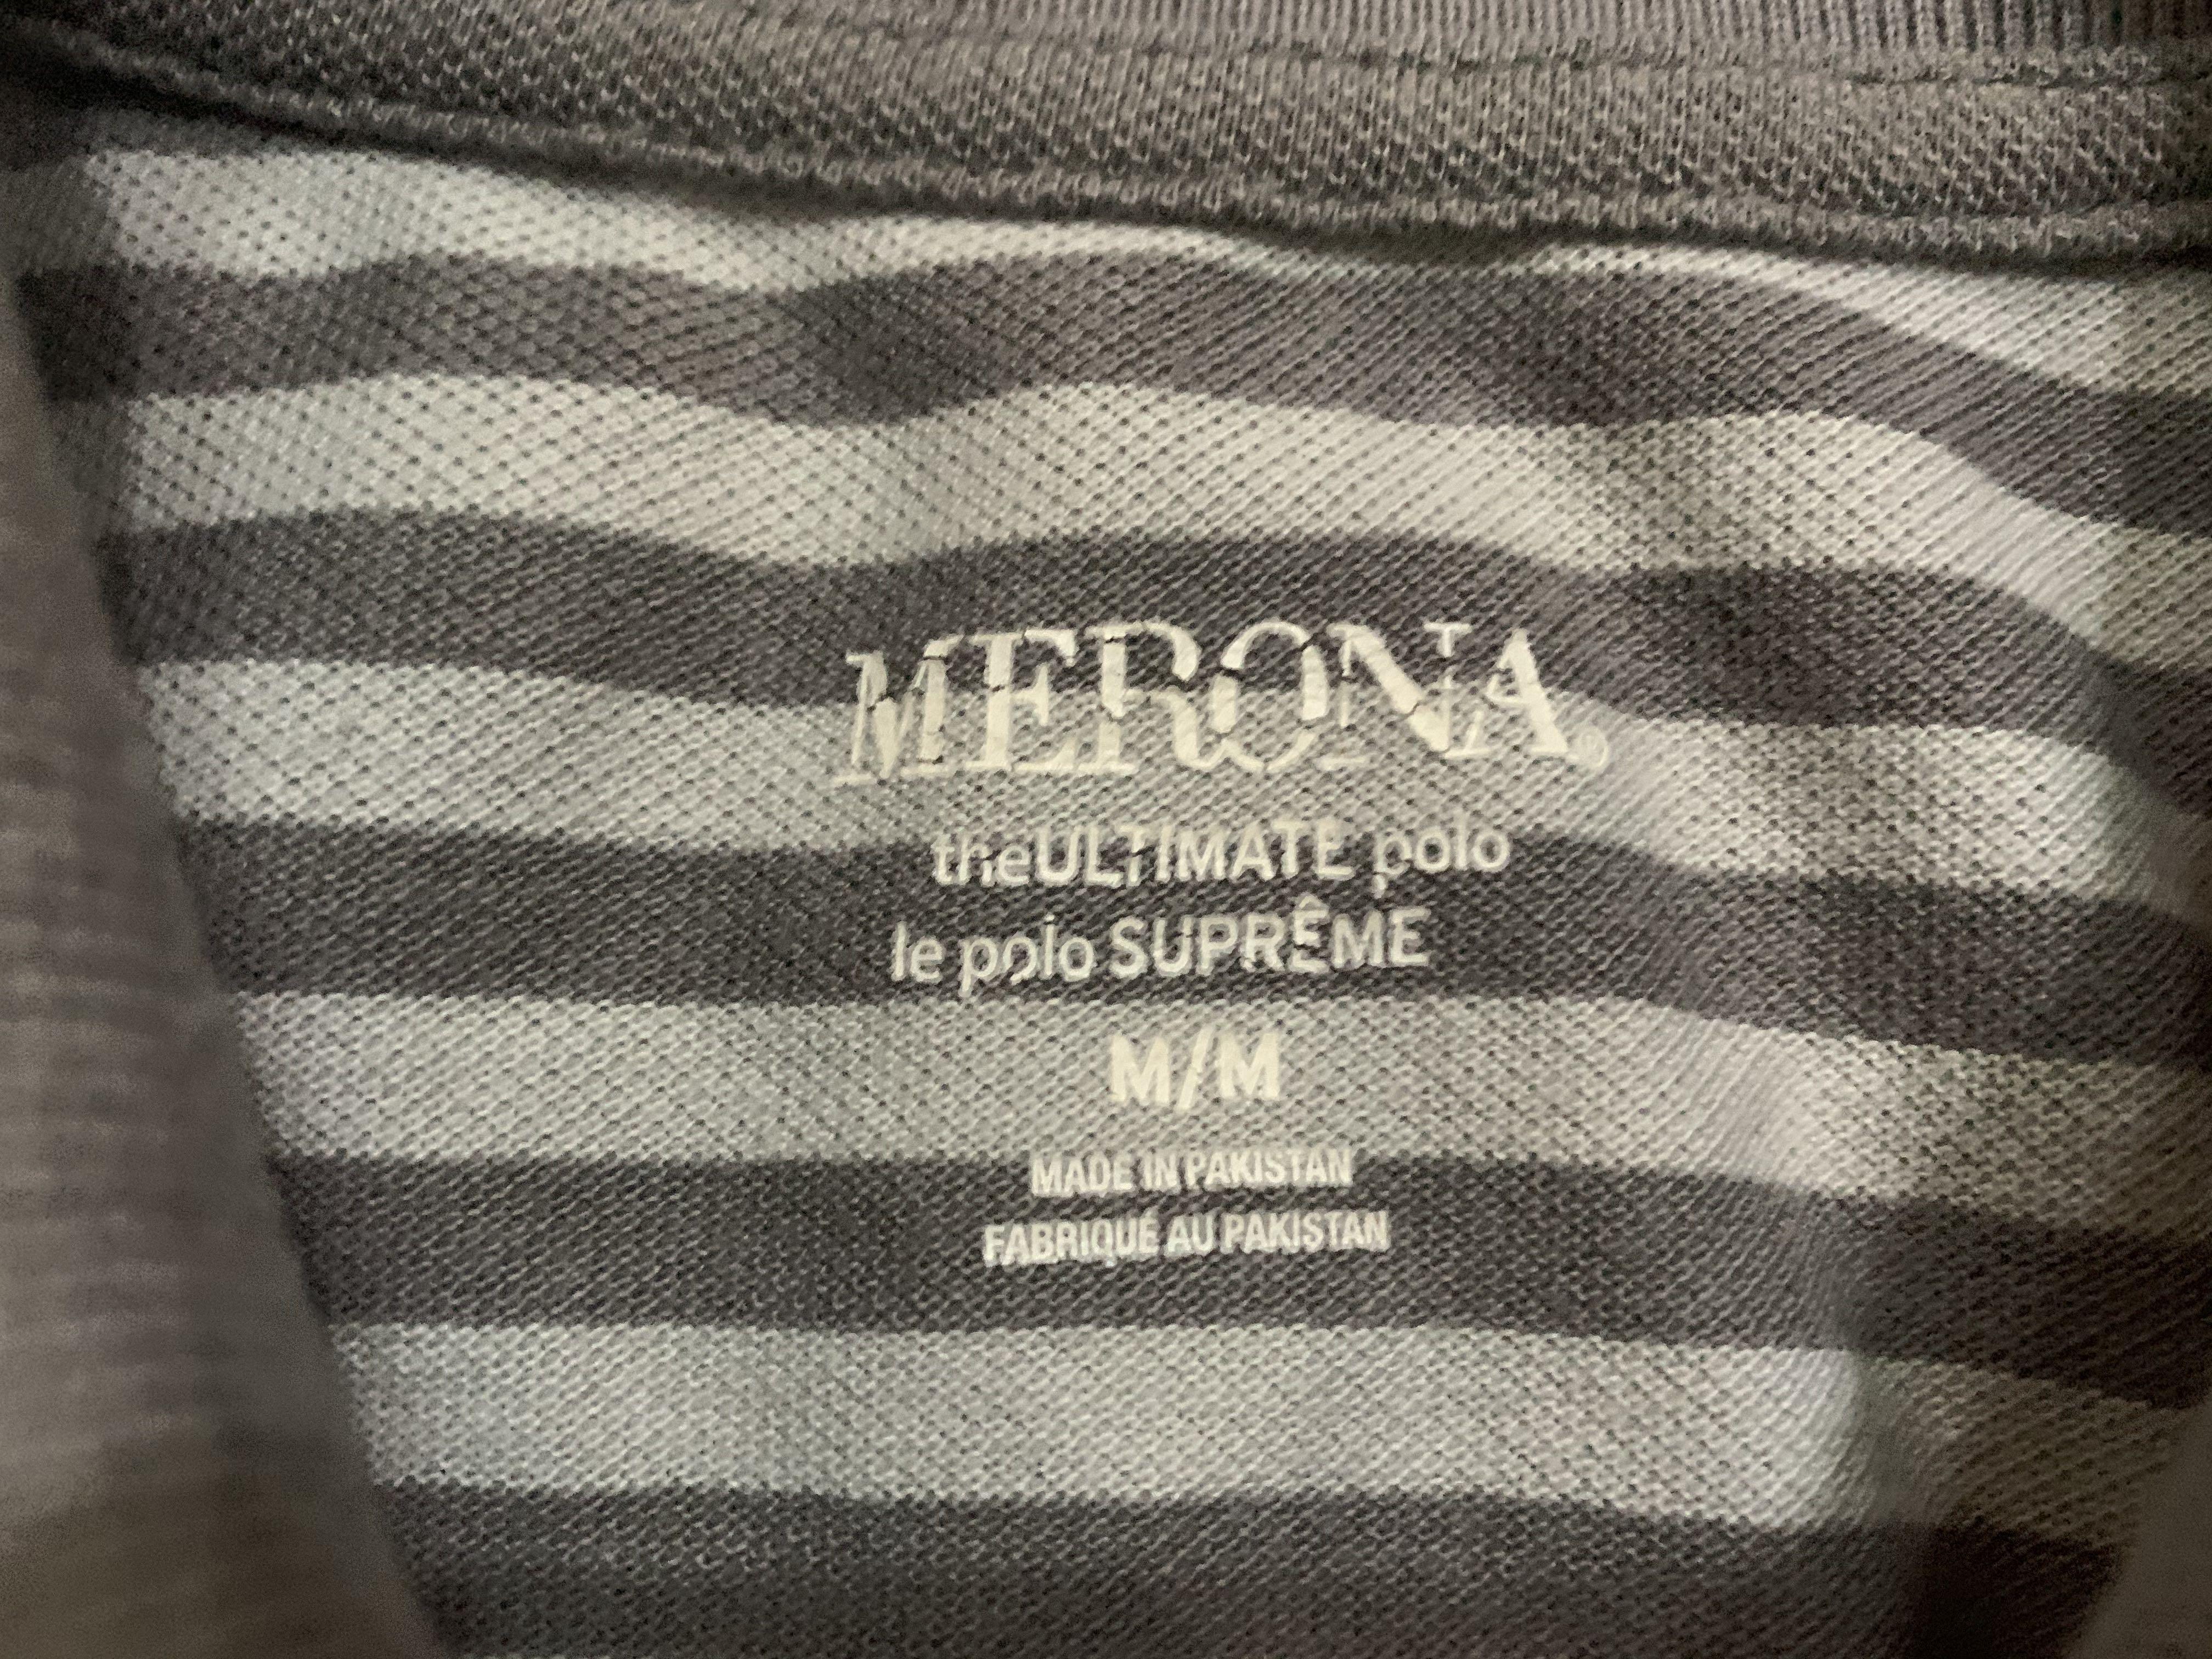 MERONA®
theULTIMATE polo
le polo SUPRÊME
M/M
MADE IN PAKISTAN
FABRIQUÉ AU PAKISTAN